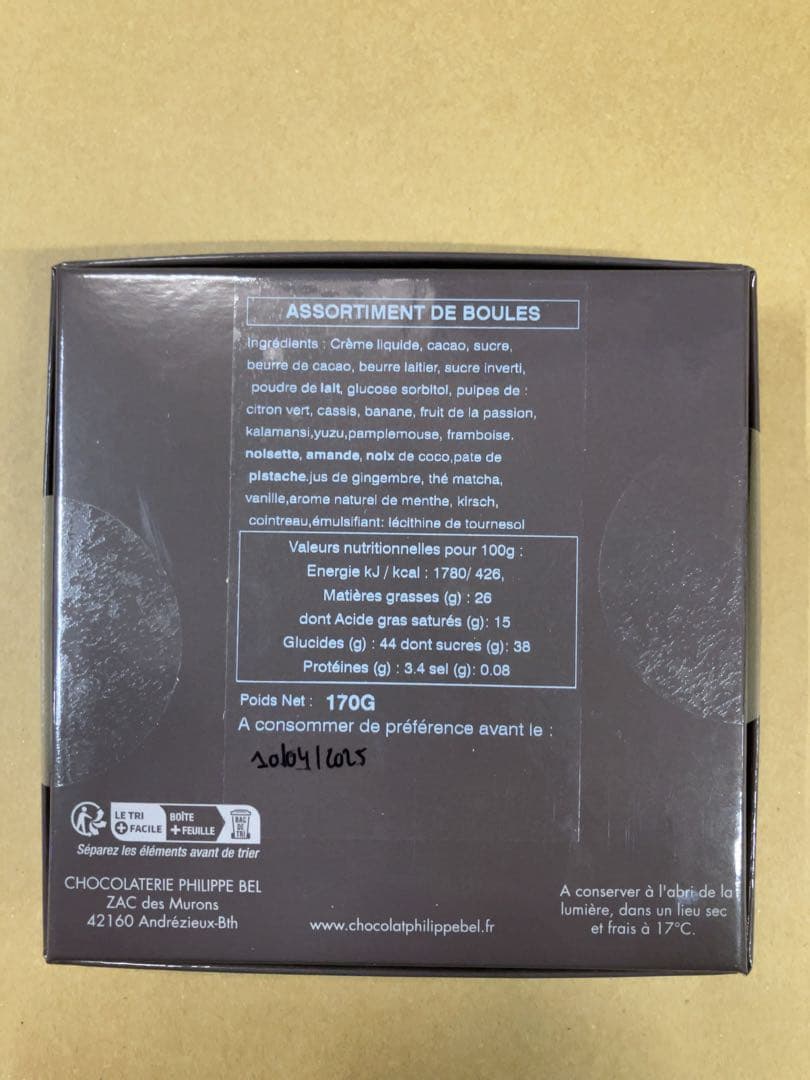 ASSORTIMENT DE BOULES
Ingrédients : Crème liquide, cacao, sucre,
beurre de cacao, beurre laitier, sucre inverti,
poudre de lait, glucose sorbitol, pulpes de :
citron vert, cassis, banane, fruit de la passion,
kalamansi,yuzu,pamplemouse, framboise.
noisette, amande, noix de coco,pate de
pistache.jus de gingembre, thé matcha,
vanille,arome naturel de menthe, kirsch,
cointreau,émulsifiant: lécithine de tournesol
Valeurs nutritionnelles pour 100g :
Energie kJ / kcal : 1780/ 426,
Matières grasses (g) : 26
dont Acide gras saturés (g): 15
Glucides (g) : 44 dont sucres (g): 38
Protéines (g) : 3.4 sel (g): 0.08
Poids Net : 170G
A consommer de préférence avant le :
10/04/2025
LE TRI
+ FACILE
BOÎTE
+ FEUILLE
BAC
DE
TRI
Séparez les éléments avant de trier
CHOCOLATERIE PHILIPPE BEL
ZAC des Murons
42160 Andrézieux-Bth
www.chocolatphilippebel.fr
A conserver à l'abri de la
lumière, dans un lieu sec
et frais à 17°C.